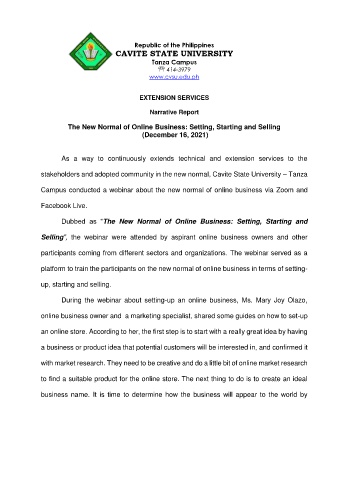 Republic of the Philippines
CAVITE STATE UNIVERSITY
Tanza Campus
☏ 414-3979
www.cvsu.edu.ph
EXTENSION SERVICES
Narrative Report
The New Normal of Online Business: Setting, Starting and Selling
(December 16, 2021)
As a way to continuously extends technical and extension services to the
stakeholders and adopted community in the new normal, Cavite State University – Tanza
Campus conducted a webinar about the new normal of online business via Zoom and
Facebook Live.
Dubbed as "The New Normal of Online Business: Setting, Starting and
Selling", the webinar were attended by aspirant online business owners and other
participants coming from different sectors and organizations. The webinar served as a
platform to train the participants on the new normal of online business in terms of setting-
up, starting and selling.
During the webinar about setting-up an online business, Ms. Mary Joy Olazo,
online business owner and a marketing specialist, shared some guides on how to set-up
an online store. According to her, the first step is to start with a really great idea by having
a business or product idea that potential customers will be interested in, and confirmed it
with market research. They need to be creative and do a little bit of online market research
to find a suitable product for the online store. The next thing to do is to create an ideal
business name. It is time to determine how the business will appear to the world by